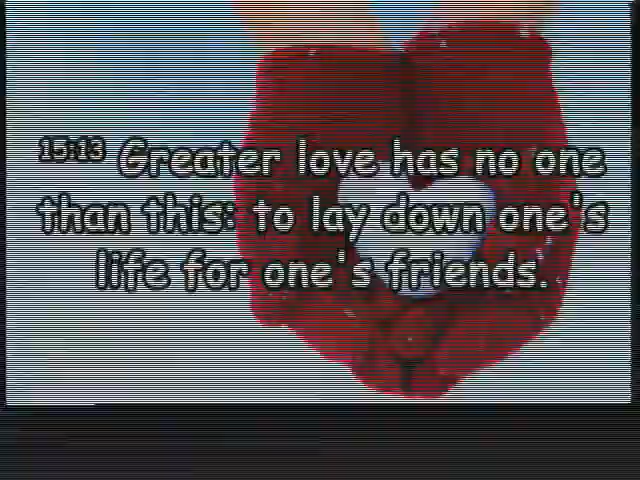 15:13 Greater love has no one
than this: to lay down one's
life for one's friends.